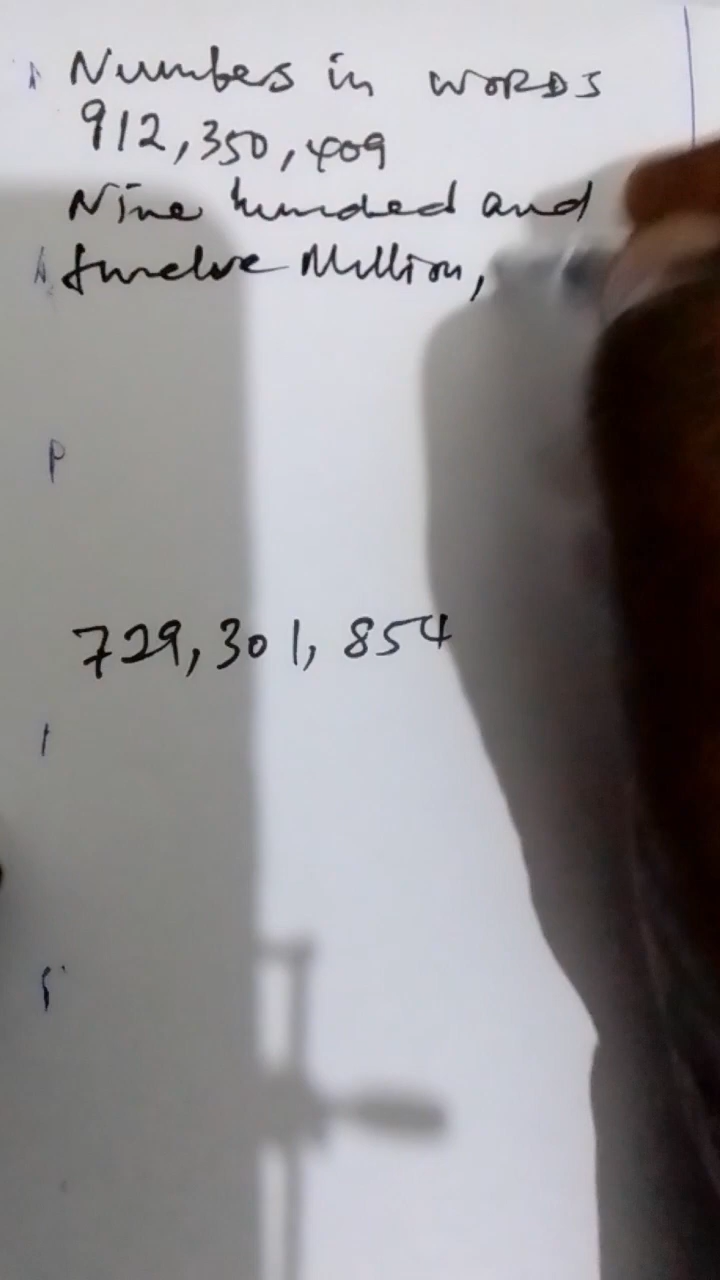 Numbers in WORDS
912,350,409
Nine hundred and
twelve Million,
729,301,854